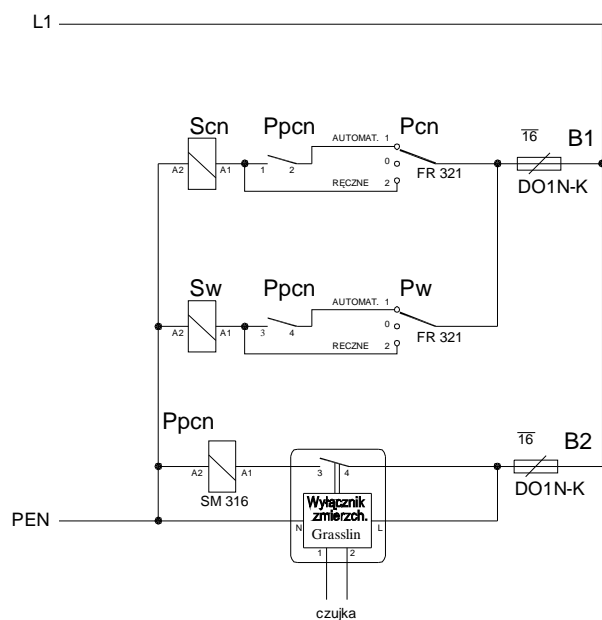 L1
Scn Ppcn Pcn 16 B1
AUTOMAT. 1
0
A2 A1 1 2 FR 321
RĘCZNE 2 DO1N-K
Sw Ppcn Pw
AUTOMAT. 1
0
A2 A1 3 4 FR 321
RECZNE 2
Ppcn 16 B2
A2 A1 3 4
SM 316 DO1N-K
Wyłącznik
zmierzch.
PEN N Grasslin L
1 2
czujka